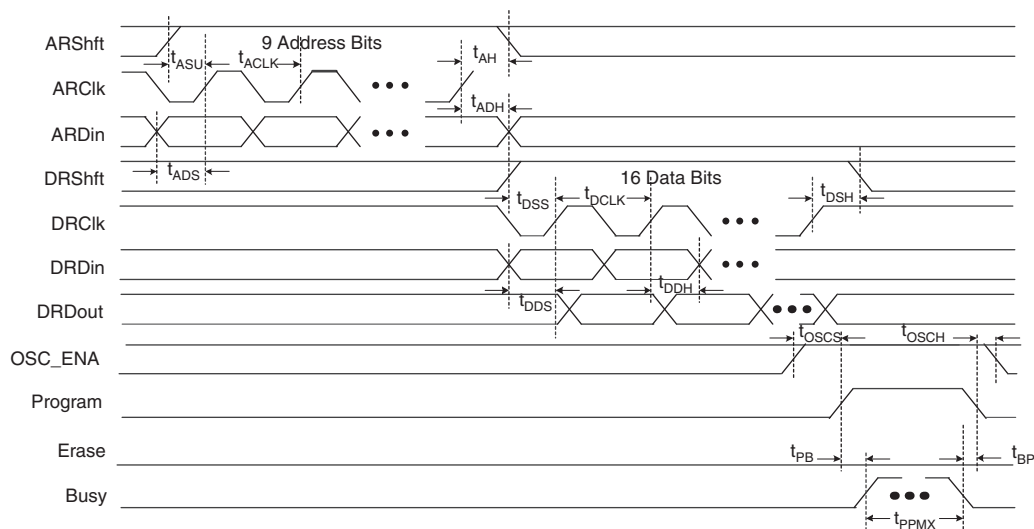 ARShft
9 Address Bits
tASU
tACLK
tAH
ARClk
tADH
ARDin
tADS
DRShft
16 Data Bits
tDSS
tDCLK
tDSH
DRClk
DRDin
tDDS
tDDH
DRDout
tOSCS
tOSCH
OSC_ENA
Program
Erase
tPB
tBP
Busy
tPPMX